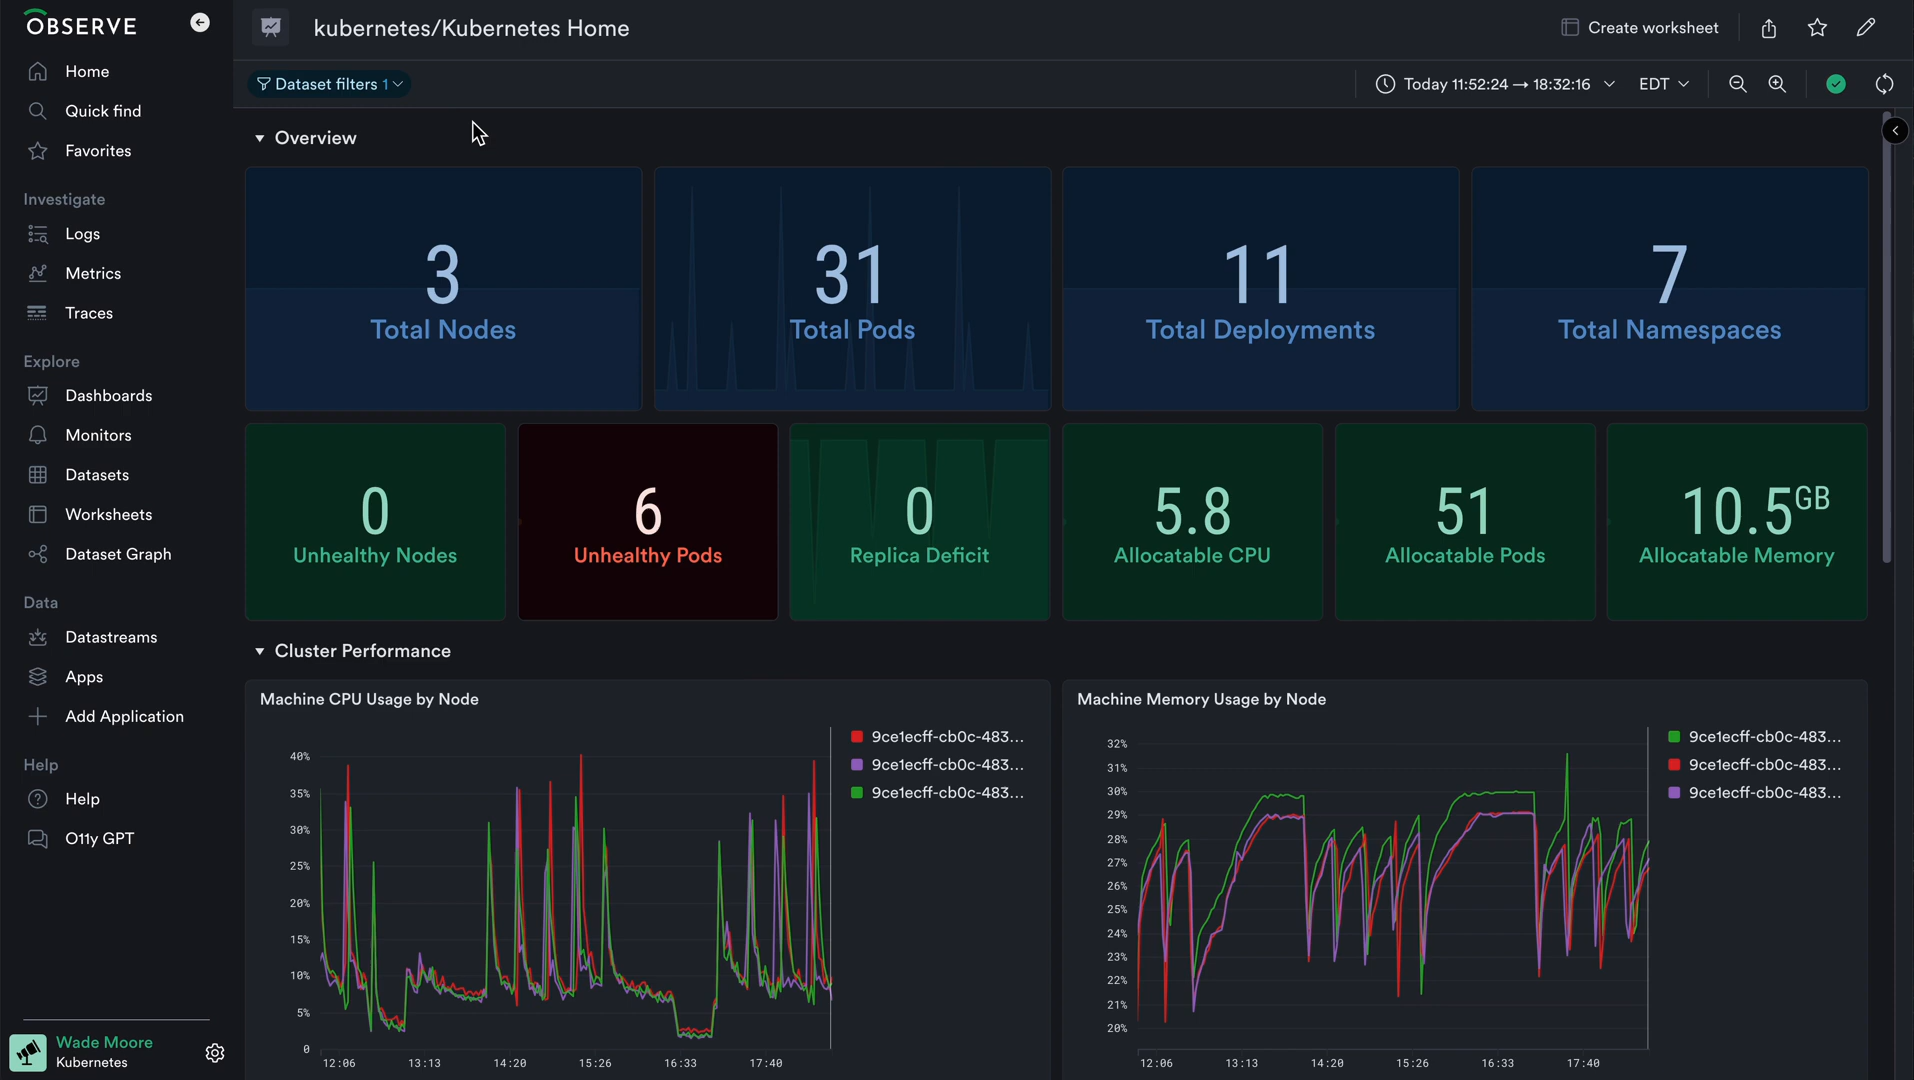 OBSERVE
Home
Quick find
Favorites
Investigate
Logs
Metrics
Traces
Explore
Dashboards
Monitors
Datasets
Worksheets
Dataset Graph
Data
Datastreams
Apps
Add Application
Help
Help
O11y GPT
Wade Moore
Kubernetes
kubernetes/Kubernetes Home
Create worksheet
Dataset filters 1
Today 11:52:24 → 18:32:16
EDT
Overview
3
Total Nodes
31
Total Pods
11
Total Deployments
7
Total Namespaces
0
Unhealthy Nodes
6
Unhealthy Pods
0
Replica Deficit
5.8
Allocatable CPU
51
Allocatable Pods
10.5GB
Allocatable Memory
Cluster Performance
Machine CPU Usage by Node
40%
35%
30%
25%
20%
15%
10%
5%
0
12:06 13:13 14:20 15:26 16:33 17:40
9ce1ecff-cb0c-483...
9ce1ecff-cb0c-483...
9ce1ecff-cb0c-483...
Machine Memory Usage by Node
32%
31%
30%
29%
28%
27%
26%
25%
24%
23%
22%
21%
20%
12:06 13:13 14:20 15:26 16:33 17:40
9ce1ecff-cb0c-483...
9ce1ecff-cb0c-483...
9ce1ecff-cb0c-483...